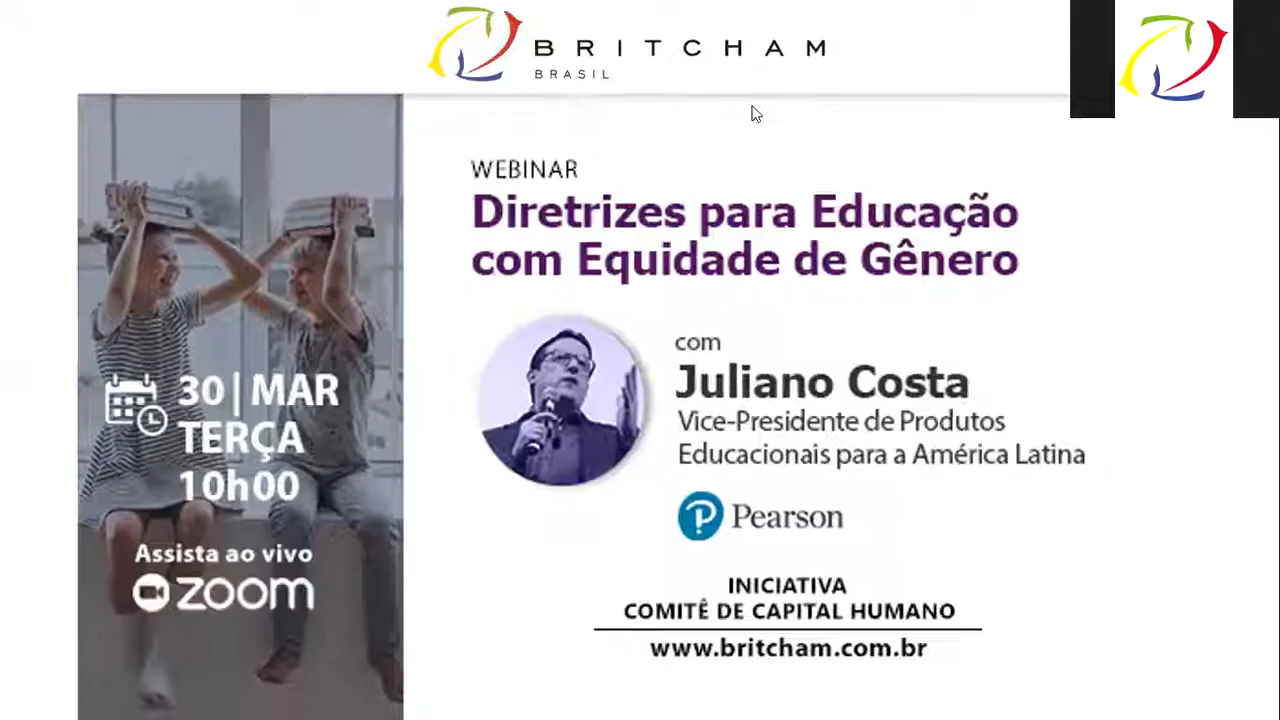 BRITCHAM
BRASIL
WEBINAR
Diretrizes para Educação
com Equidade de Gênero
com
Juliano Costa
Vice-Presidente de Produtos
Educacionais para a América Latina
Pearson
INICIATIVA
COMITÊ DE CAPITAL HUMANO
www.britcham.com.br
30 | MAR
TERÇA
10h00
Assista ao vivo
zoom